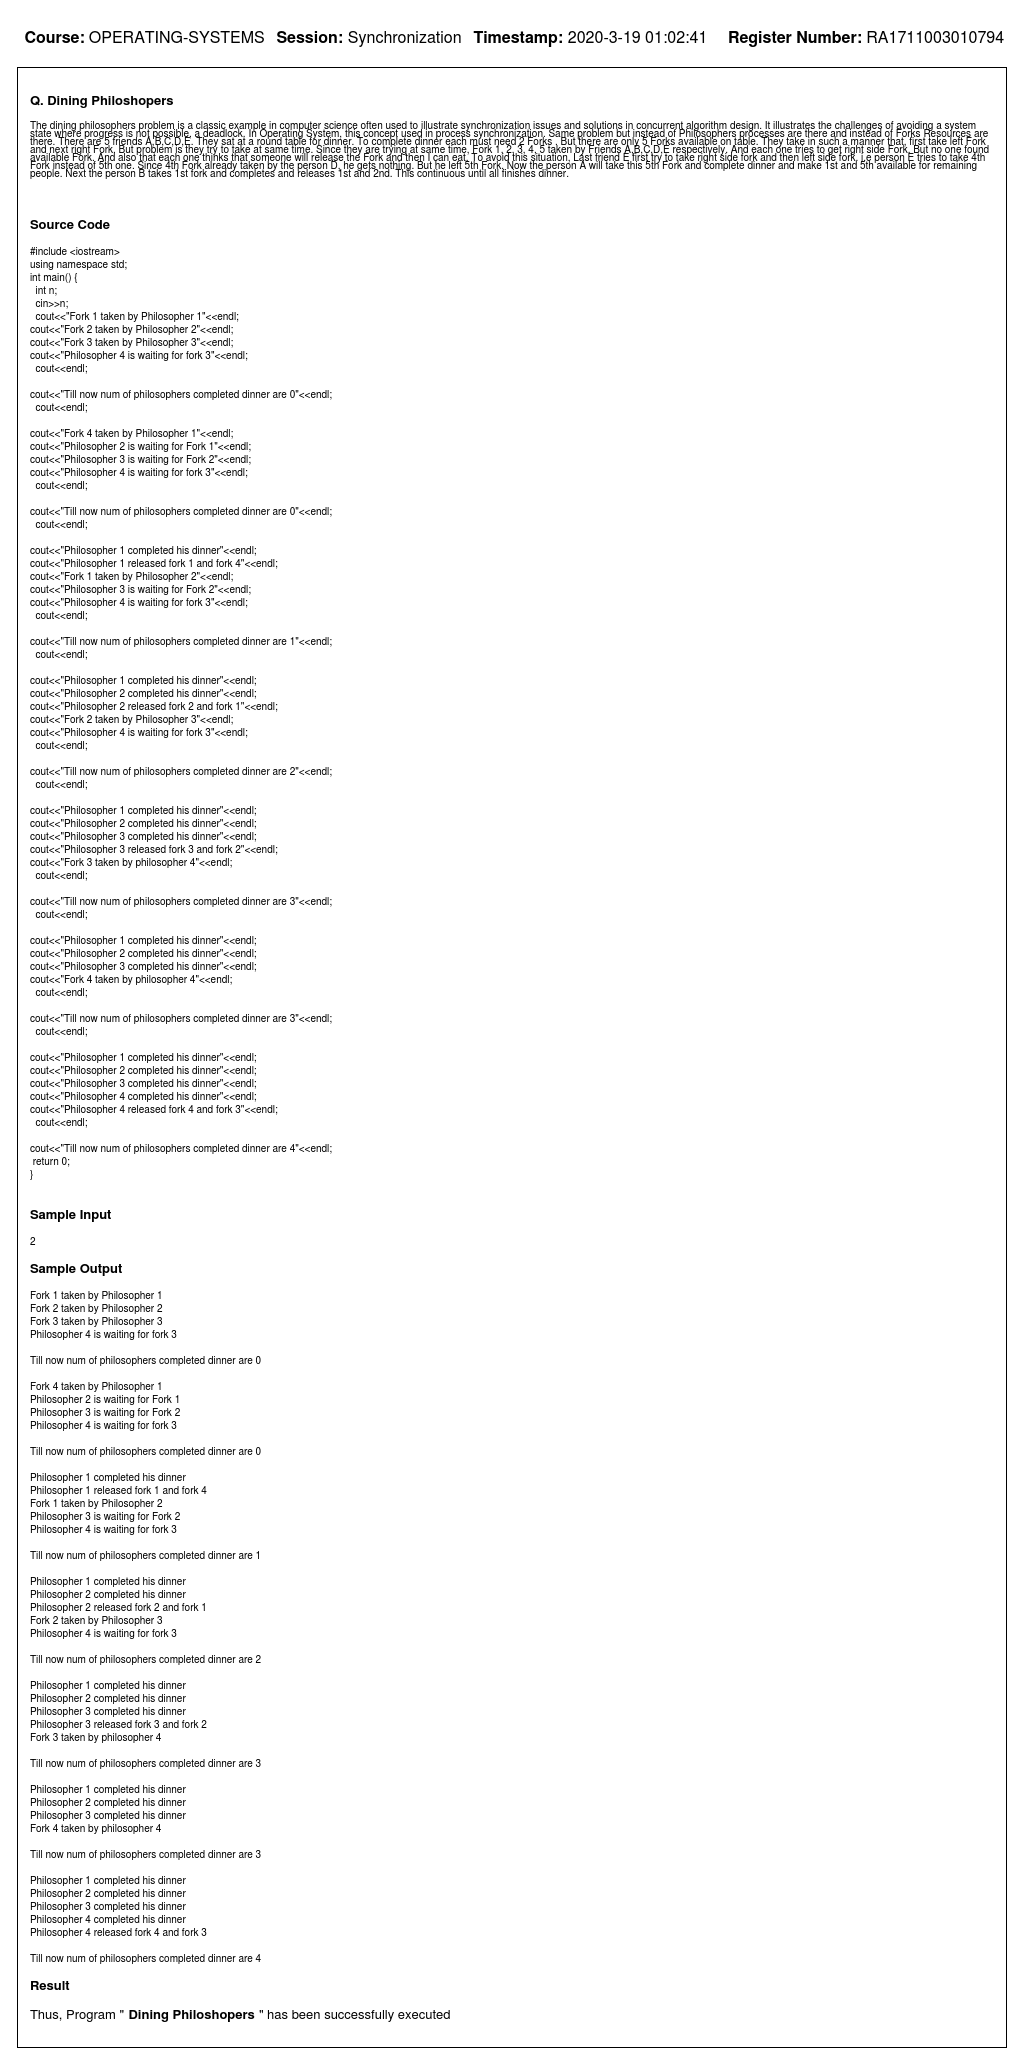 Course: OPERATING-SYSTEMS Session: Synchronization Timestamp: 2020-3-19 01:02:41 Register Number: RA1711003010794
Q. Dining Philoshopers
The dining philosophers problem is a classic example in computer science often used to illustrate synchronization issues and solutions in concurrent algorithm design. It illustrates the challenges of avoiding a system
state where progress is not possible, a deadlock. In Operating System, this concept used in process synchronization. Same problem but instead of Philosophers processes are there and instead of Forks Resources are
there. There are 5 friends A,B,C,D,E. They sat at a round table for dinner. To complete dinner each must need 2 Forks . But there are only 5 Forks available on table. They take in such a manner that, first take left Fork
and next right Fork. But problem is they try to take at same time. Since they are trying at same time, Fork 1, 2, 3, 4, 5 taken by Friends A,B,C,D,E respectively. And each one tries to get right side Fork. But no one found
available Fork. And also that each one thinks that someone will release the Fork and then I can eat. To avoid this situation, Last friend E first try to take right side fork and then left side fork. i.e person E tries to take 4th
Fork instead of 5th one. Since 4th Fork already taken by the person D, he gets nothing. But he left 5th Fork. Now the person A will take this 5th Fork and complete dinner and make 1st and 5th available for remaining
people. Next the person B takes 1st fork and completes and releases 1st and 2nd. This continuous until all finishes dinner.
Source Code
#include <iostream>
using namespace std;
int main() {
  int n;
  cin>>n;
  cout<<"Fork 1 taken by Philosopher 1"<<endl;
cout<<"Fork 2 taken by Philosopher 2"<<endl;
cout<<"Fork 3 taken by Philosopher 3"<<endl;
cout<<"Philosopher 4 is waiting for fork 3"<<endl;
  cout<<endl;
cout<<"Till now num of philosophers completed dinner are 0"<<endl;
  cout<<endl;
cout<<"Fork 4 taken by Philosopher 1"<<endl;
cout<<"Philosopher 2 is waiting for Fork 1"<<endl;
cout<<"Philosopher 3 is waiting for Fork 2"<<endl;
cout<<"Philosopher 4 is waiting for fork 3"<<endl;
  cout<<endl;
cout<<"Till now num of philosophers completed dinner are 0"<<endl;
  cout<<endl;
cout<<"Philosopher 1 completed his dinner"<<endl;
cout<<"Philosopher 1 released fork 1 and fork 4"<<endl;
cout<<"Fork 1 taken by Philosopher 2"<<endl;
cout<<"Philosopher 3 is waiting for Fork 2"<<endl;
cout<<"Philosopher 4 is waiting for fork 3"<<endl;
  cout<<endl;
cout<<"Till now num of philosophers completed dinner are 1"<<endl;
  cout<<endl;
cout<<"Philosopher 1 completed his dinner"<<endl;
cout<<"Philosopher 2 completed his dinner"<<endl;
cout<<"Philosopher 2 released fork 2 and fork 1"<<endl;
cout<<"Fork 2 taken by Philosopher 3"<<endl;
cout<<"Philosopher 4 is waiting for fork 3"<<endl;
  cout<<endl;
cout<<"Till now num of philosophers completed dinner are 2"<<endl;
  cout<<endl;
cout<<"Philosopher 1 completed his dinner"<<endl;
cout<<"Philosopher 2 completed his dinner"<<endl;
cout<<"Philosopher 3 completed his dinner"<<endl;
cout<<"Philosopher 3 released fork 3 and fork 2"<<endl;
cout<<"Fork 3 taken by philosopher 4"<<endl;
  cout<<endl;
cout<<"Till now num of philosophers completed dinner are 3"<<endl;
  cout<<endl;
cout<<"Philosopher 1 completed his dinner"<<endl;
cout<<"Philosopher 2 completed his dinner"<<endl;
cout<<"Philosopher 3 completed his dinner"<<endl;
cout<<"Fork 4 taken by philosopher 4"<<endl;
  cout<<endl;
cout<<"Till now num of philosophers completed dinner are 3"<<endl;
  cout<<endl;
cout<<"Philosopher 1 completed his dinner"<<endl;
cout<<"Philosopher 2 completed his dinner"<<endl;
cout<<"Philosopher 3 completed his dinner"<<endl;
cout<<"Philosopher 4 completed his dinner"<<endl;
cout<<"Philosopher 4 released fork 4 and fork 3"<<endl;
  cout<<endl;
cout<<"Till now num of philosophers completed dinner are 4"<<endl;
 return 0;
}
Sample Input
2
Sample Output
Fork 1 taken by Philosopher 1
Fork 2 taken by Philosopher 2
Fork 3 taken by Philosopher 3
Philosopher 4 is waiting for fork 3
Till now num of philosophers completed dinner are 0
Fork 4 taken by Philosopher 1
Philosopher 2 is waiting for Fork 1
Philosopher 3 is waiting for Fork 2
Philosopher 4 is waiting for fork 3
Till now num of philosophers completed dinner are 0
Philosopher 1 completed his dinner
Philosopher 1 released fork 1 and fork 4
Fork 1 taken by Philosopher 2
Philosopher 3 is waiting for Fork 2
Philosopher 4 is waiting for fork 3
Till now num of philosophers completed dinner are 1
Philosopher 1 completed his dinner
Philosopher 2 completed his dinner
Philosopher 2 released fork 2 and fork 1
Fork 2 taken by Philosopher 3
Philosopher 4 is waiting for fork 3
Till now num of philosophers completed dinner are 2
Philosopher 1 completed his dinner
Philosopher 2 completed his dinner
Philosopher 3 completed his dinner
Philosopher 3 released fork 3 and fork 2
Fork 3 taken by philosopher 4
Till now num of philosophers completed dinner are 3
Philosopher 1 completed his dinner
Philosopher 2 completed his dinner
Philosopher 3 completed his dinner
Fork 4 taken by philosopher 4
Till now num of philosophers completed dinner are 3
Philosopher 1 completed his dinner
Philosopher 2 completed his dinner
Philosopher 3 completed his dinner
Philosopher 4 completed his dinner
Philosopher 4 released fork 4 and fork 3
Till now num of philosophers completed dinner are 4
Result
Thus, Program " Dining Philoshopers " has been successfully executed